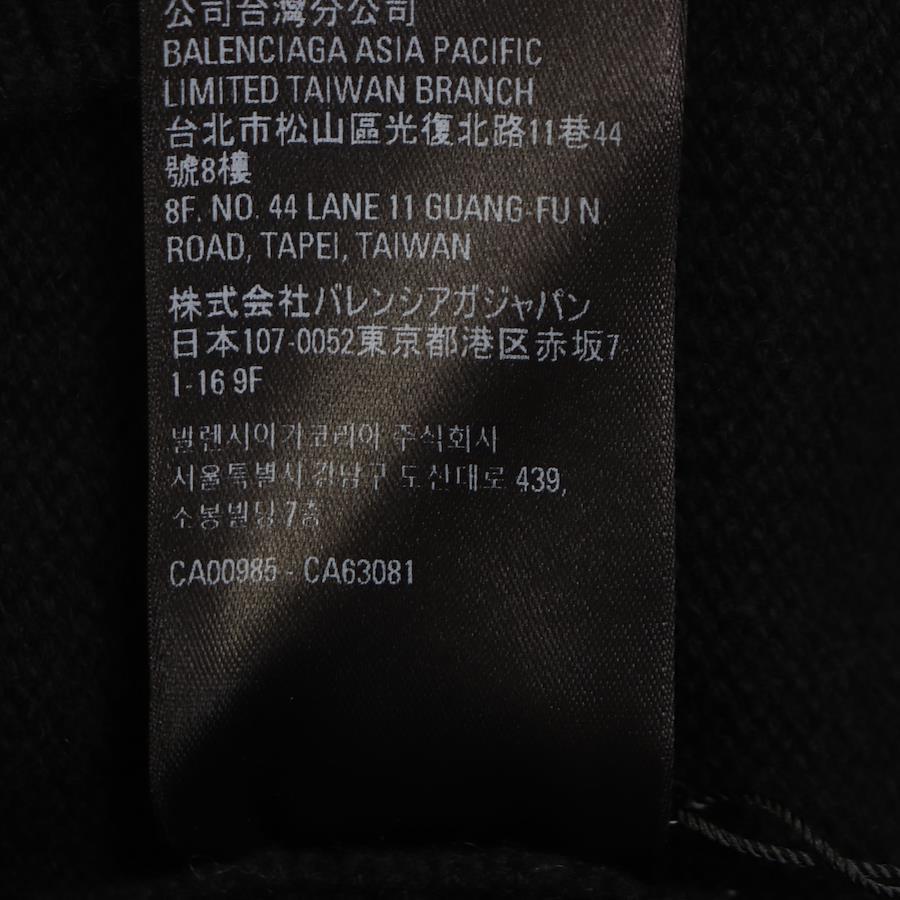 公司台灣分公司
BALENCIAGA ASIA PACIFIC
LIMITED TAIWAN BRANCH
台北市松山區光復北路11巷44
號8樓
8F. NO. 44 LANE 11 GUANG-FU N.
ROAD, TAPEI, TAIWAN
株式会社バレンシアガジャパン
日本107-0052東京都港区赤坂7-
1-16 9F
발렌시아가코리아 주식회사
서울특별시 강남구 도산대로 439,
소봉빌딩 7층
CA00985 - CA63081